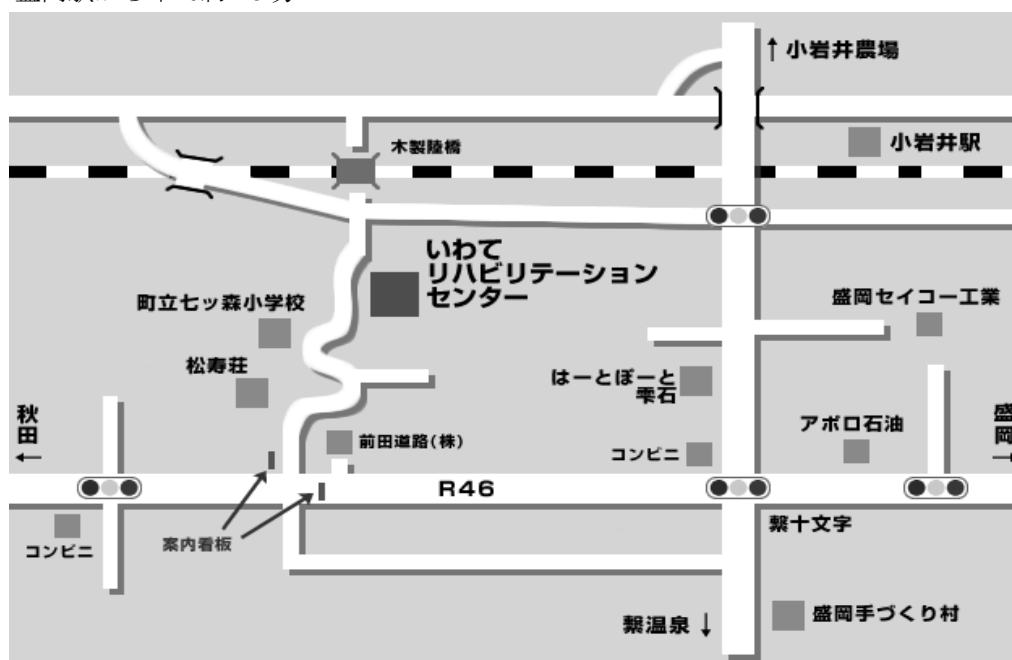 ↑小岩井農場
木製陸橋
小岩井駅
いわて
リハビリテーション
センター
町立七ッ森小学校
盛岡セイコー工業
松寿荘
はーとぽーと
雫石
秋田
←
盛岡
→
アポロ石油
前田道路(株)
コンビニ
R46
繋十文字
案内看板
コンビニ
繋温泉↓
盛岡手づくり村